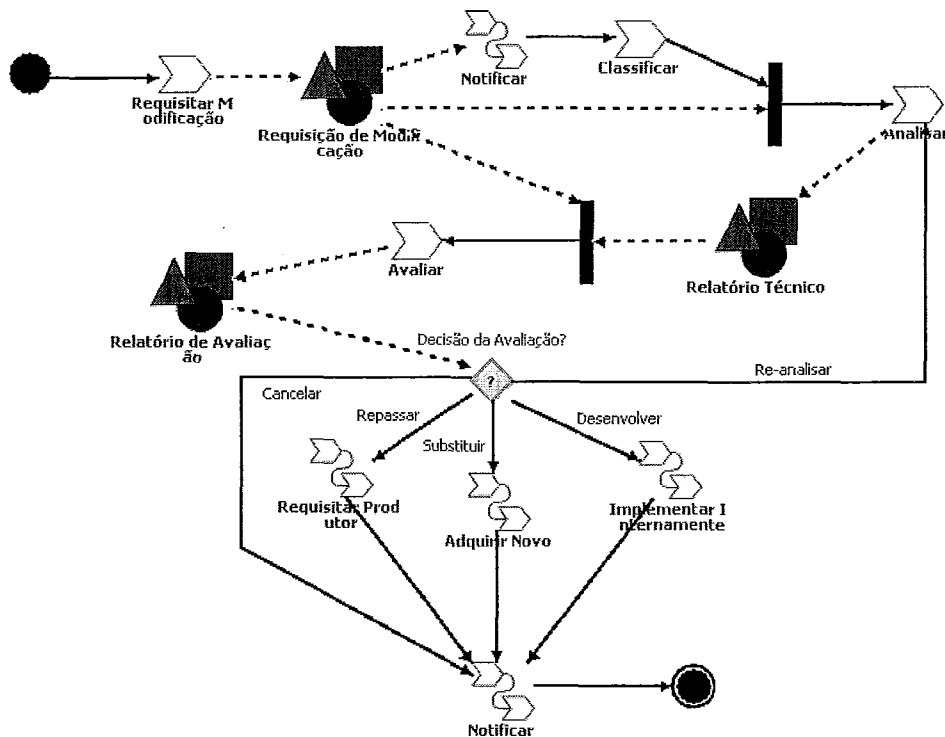 Notificar
Classificar
Requisitar M
odificação
Requisição de Modifi
cação
Analisar
Avaliar
Relatório Técnico
Relatório de Avaliaç
ão
Decisão da Avaliação?
?
Re-analisar
Cancelar
Repassar
Substituir
Desenvolver
Requisitar Prod
utor
Adquirir Novo
Implementar I
nternamente
Notificar